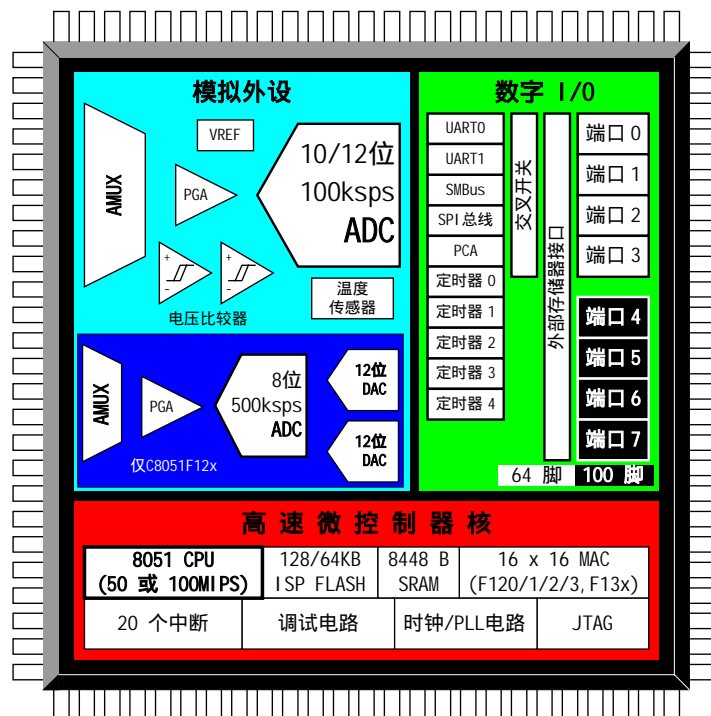 模拟外设
AMUX
VREF
PGA
10/12位
100ksps
ADC
+
-
+
-
电压比较器
温度
传感器
AMUX
PGA
8位
500ksps
ADC
12位
DAC
12位
DAC
仅C8051F12x
数字 I/O
UART0
UART1
SMBus
SPI总线
PCA
定时器 0
定时器 1
定时器 2
定时器 3
定时器 4
交叉开关
外部存储器接口
端口 0
端口 1
端口 2
端口 3
端口 4
端口 5
端口 6
端口 7
64 脚
100 脚
高速微控制器核
8051 CPU
(50 或 100MIPS)
128/64KB
ISP FLASH
8448 B
SRAM
16 x 16 MAC
(F120/1/2/3,F13x)
20 个中断
调试电路
时钟/PLL电路
JTAG